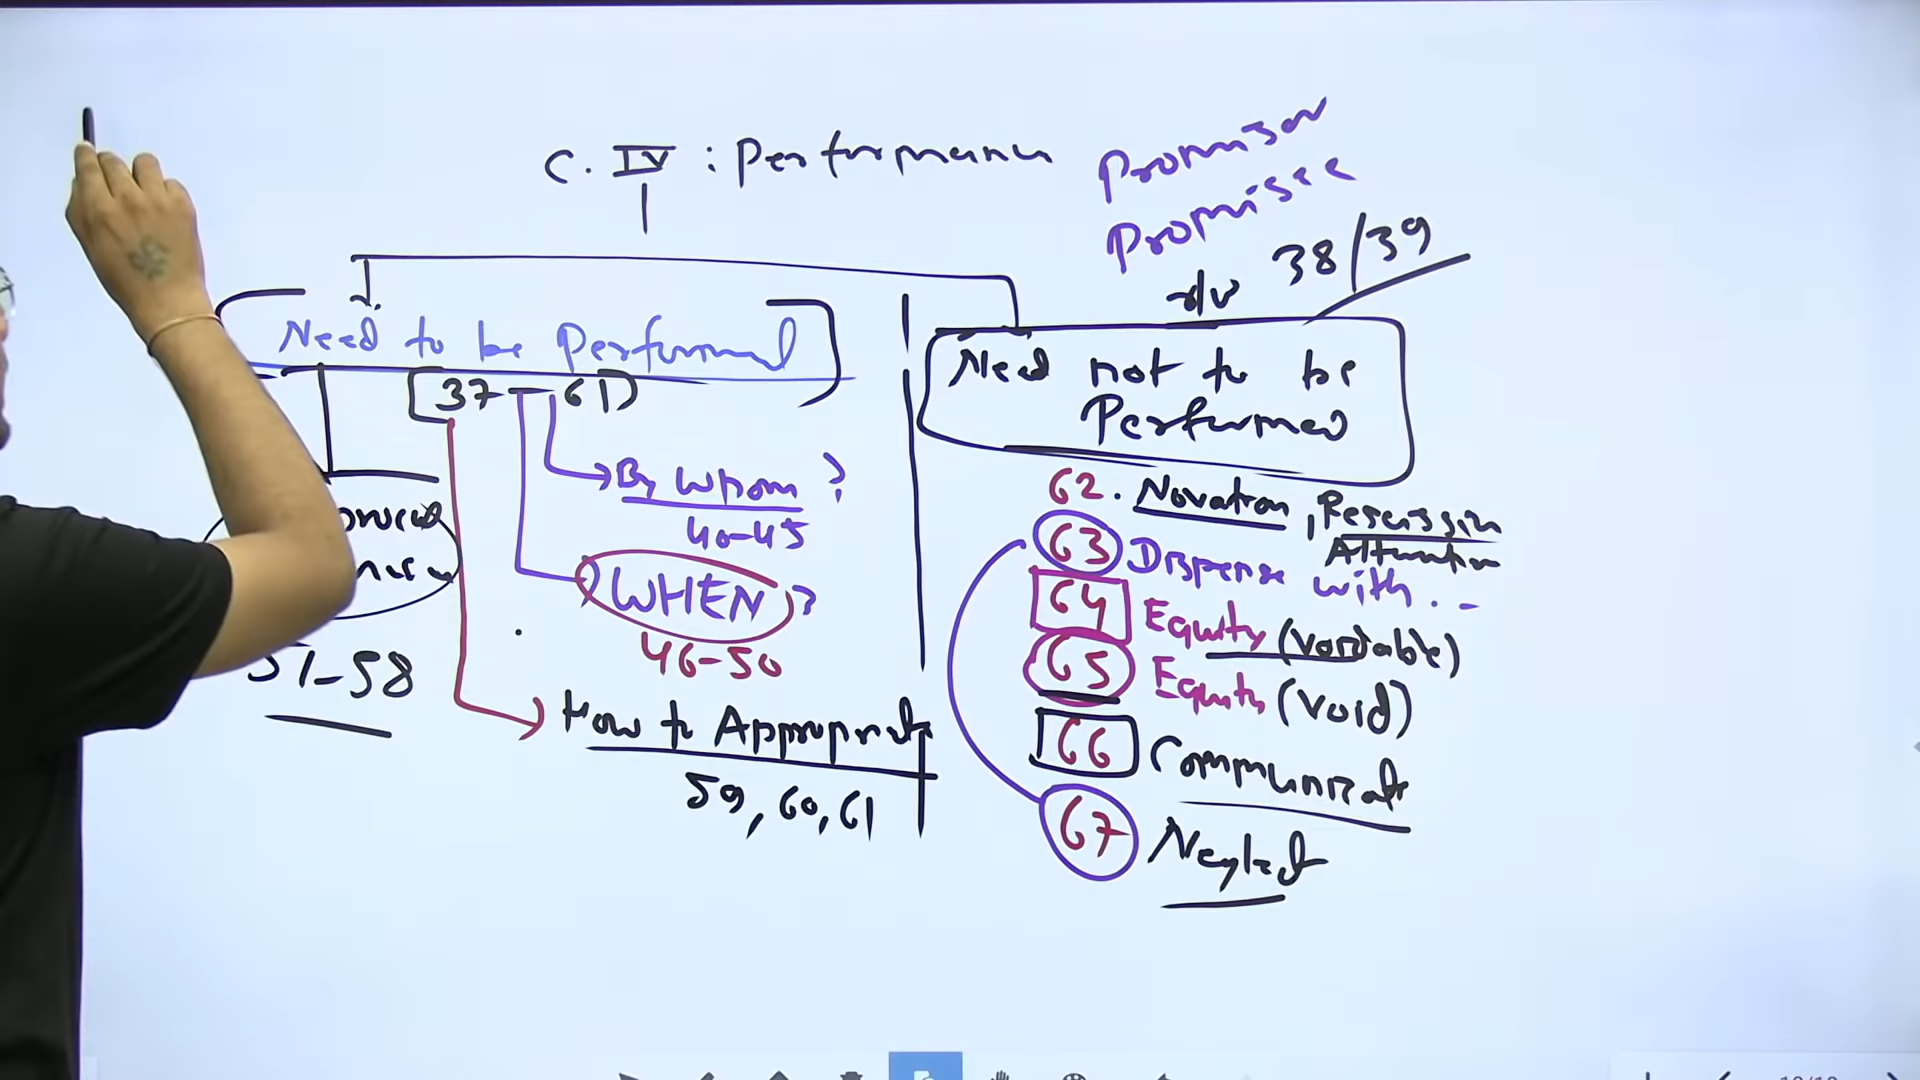 C. IV : Performance
Promisor
Promisee
r/w 38/39
Need to be Performed
[37 - 61)
By Whom ?
40-45
WHEN ?
46-50
51-58
How to Appropriate
59, 60, 61
Need not to be
Performed
62. Novation, Rescission
Alteration
63 Dispense with. -
64 Equity (voidable)
65 Equity (void)
66 Communicate
67 Neglect